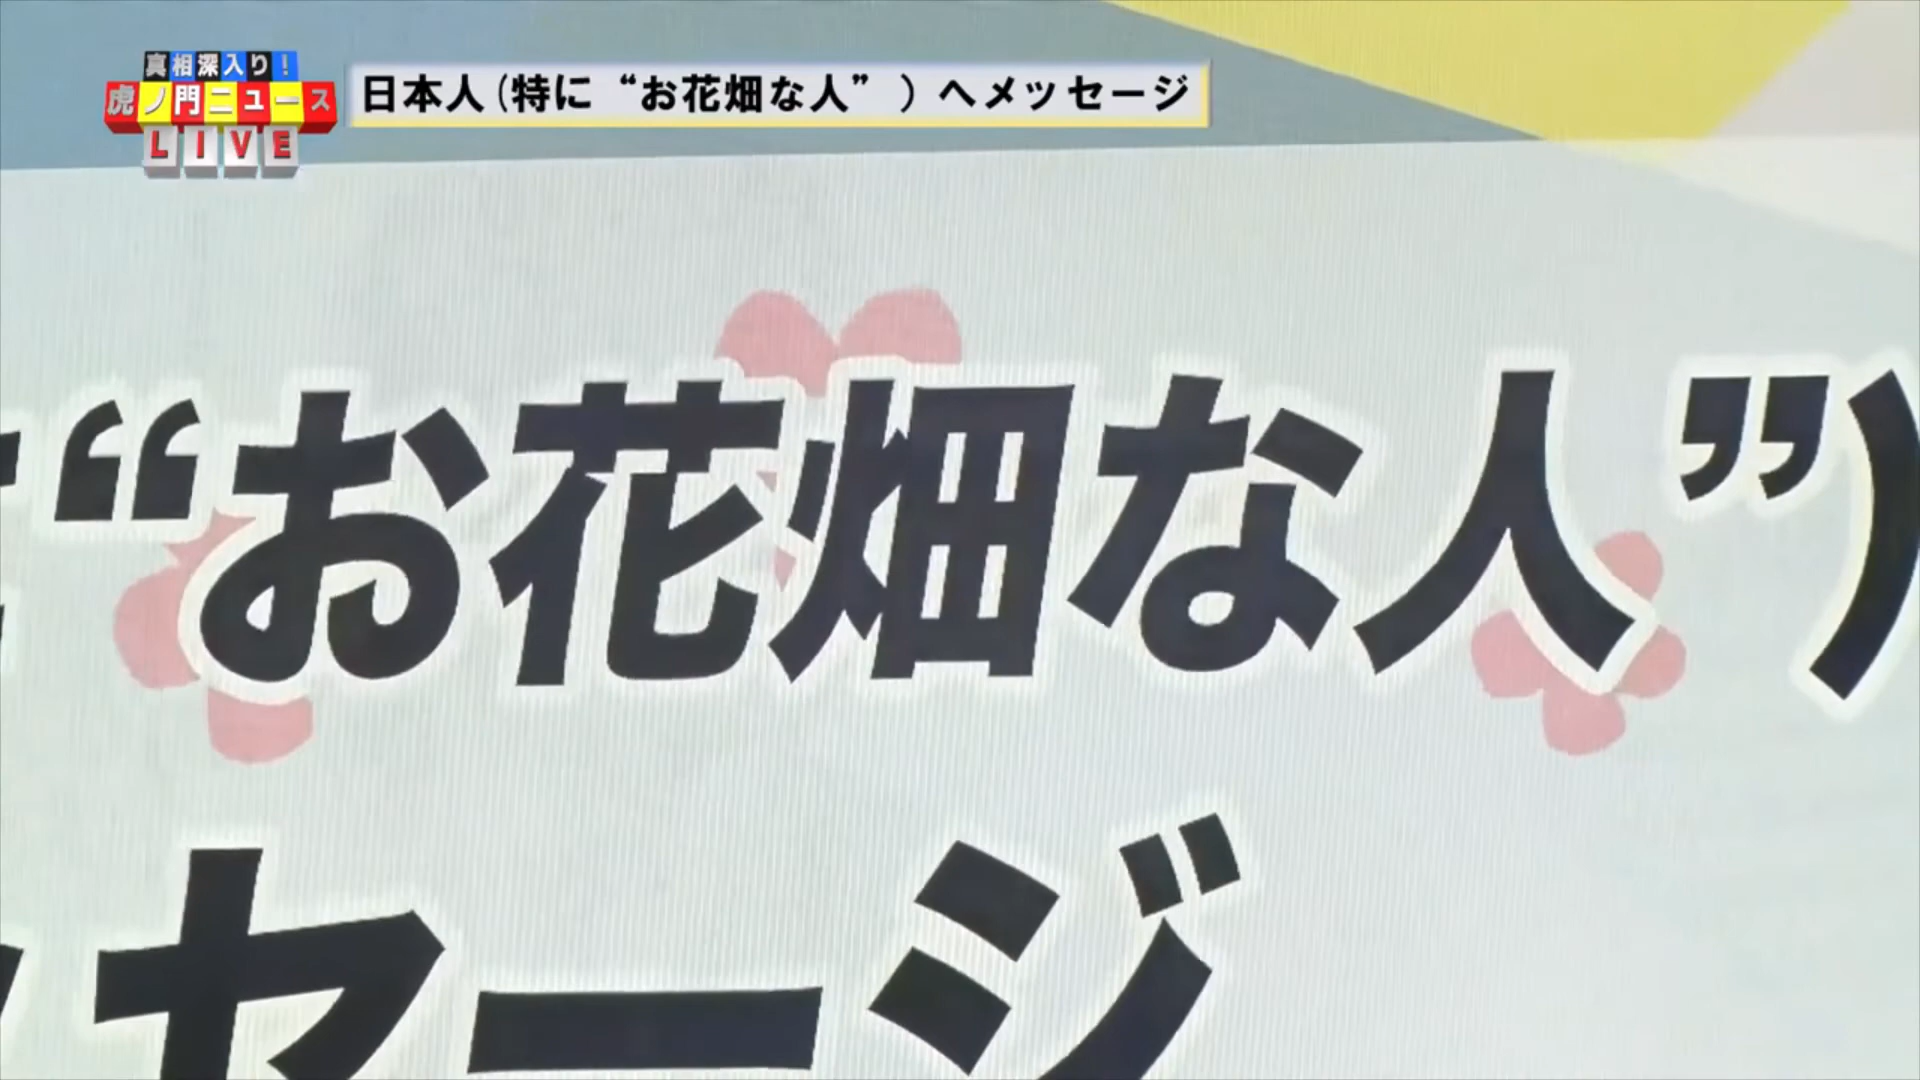 真相深入り!
虎ノ門ニュース
LIVE
日本人(特に“お花畑な人”)へメッセージ
“お花畑な人”)
セージ